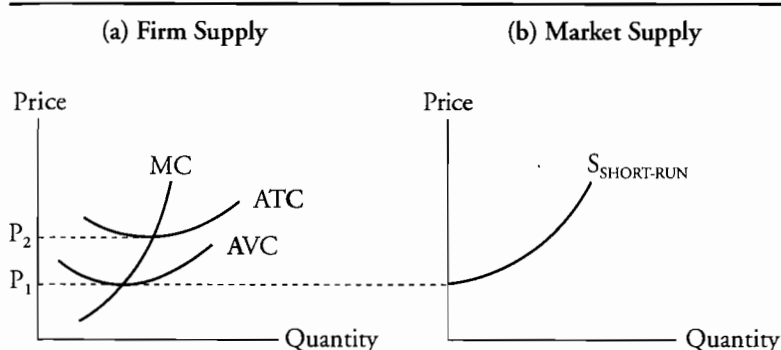 (a) Firm Supply
(b) Market Supply
Price
MC
ATC
P₂
AVC
P₁
Quantity
Price
S_SHORT-RUN
Quantity